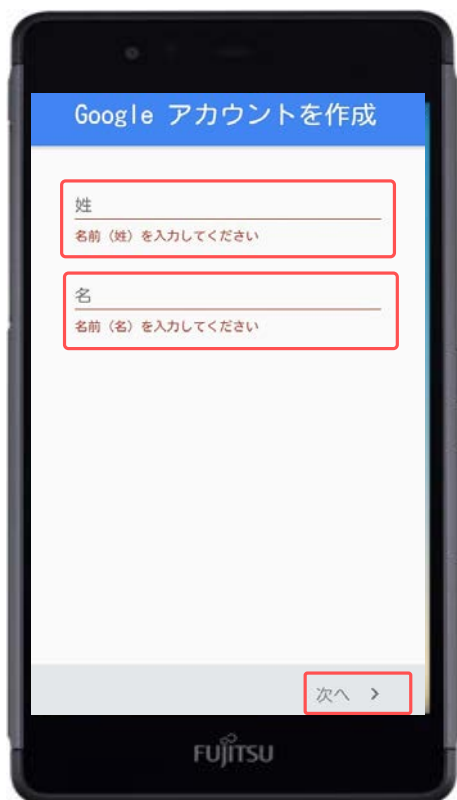 Google アカウントを作成
姓
名前（姓）を入力してください
名
名前（名）を入力してください
次へ >
FUJITSU